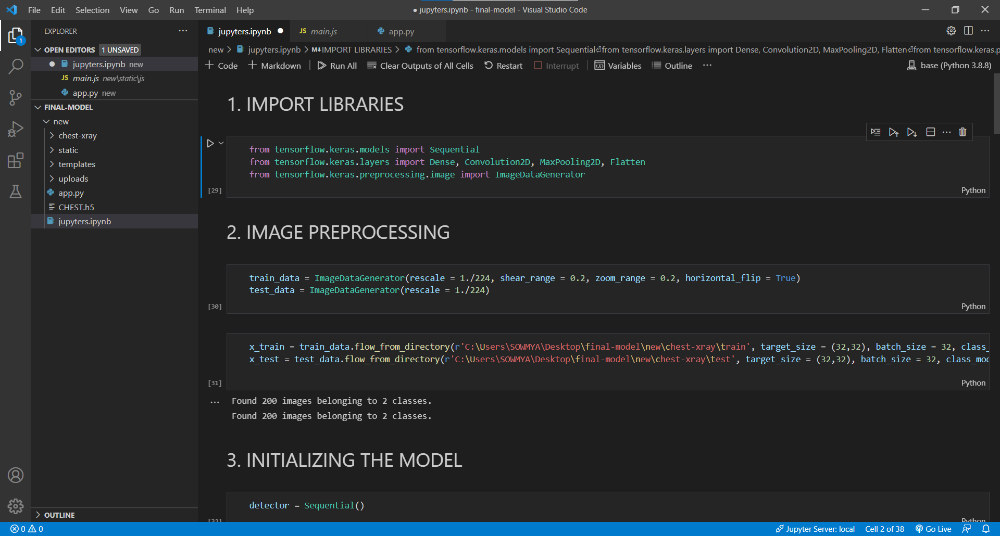 File Edit Selection View Go Run Terminal Help
● jupyters.ipynb - final-model - Visual Studio Code
EXPLORER
jupyters.ipynb
JS main.js
app.py
OPEN EDITORS 1 UNSAVED
jupyters.ipynb new
JS main.js new\static\js
app.py new
FINAL-MODEL
new
chest-xray
static
templates
uploads
app.py
CHEST.h5
jupyters.ipynb
OUTLINE
1
new > jupyters.ipynb > M↓IMPORT LIBRARIES > from tensorflow.keras.models import Sequential⏎from tensorflow.keras.layers import Dense, Convolution2D, MaxPooling2D, Flatten⏎from tensorflow.keras.p
+ Code + Markdown Run All Clear Outputs of All Cells Restart Interrupt Variables Outline ···
base (Python 3.8.8)
1. IMPORT LIBRARIES
from tensorflow.keras.models import Sequential
from tensorflow.keras.layers import Dense, Convolution2D, MaxPooling2D, Flatten
from tensorflow.keras.preprocessing.image import ImageDataGenerator
[29]
Python
2. IMAGE PREPROCESSING
train_data = ImageDataGenerator(rescale = 1./224, shear_range = 0.2, zoom_range = 0.2, horizontal_flip = True)
test_data = ImageDataGenerator(rescale = 1./224)
[30]
Python
x_train = train_data.flow_from_directory(r'C:\Users\SOWMYA\Desktop\final-model\new\chest-xray\train', target_size = (32,32), batch_size = 32, class_
x_test = test_data.flow_from_directory(r'C:\Users\SOWMYA\Desktop\final-model\new\chest-xray\test', target_size = (32,32), batch_size = 32, class_mod
[31]
Python
Found 200 images belonging to 2 classes.
Found 200 images belonging to 2 classes.
3. INITIALIZING THE MODEL
detector = Sequential()
[32]
Python
0 0
Jupyter Server: local
Cell 2 of 38
Go Live